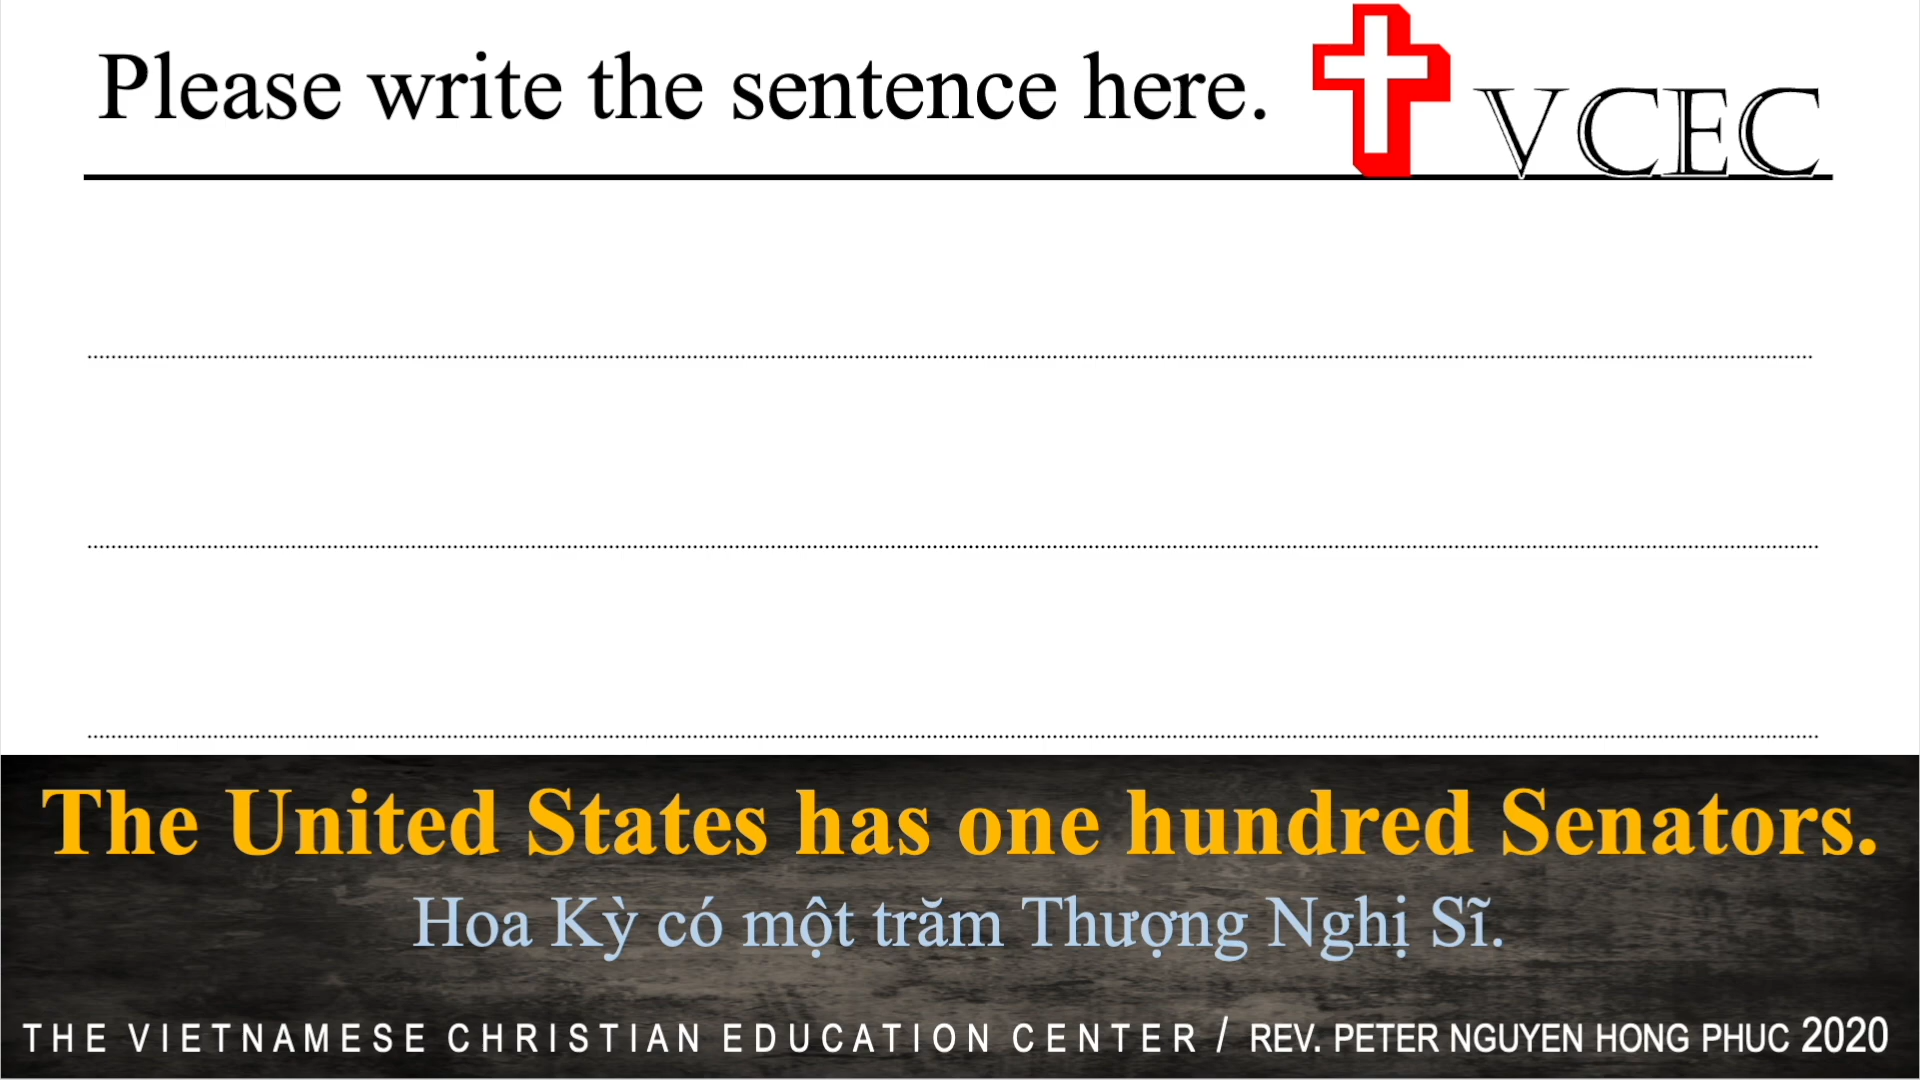 Please write the sentence here.
VCEC
The United States has one hundred Senators.
Hoa Kỳ có một trăm Thượng Nghị Sĩ.
THE VIETNAMESE CHRISTIAN EDUCATION CENTER / REV. PETER NGUYEN HONG PHUC 2020